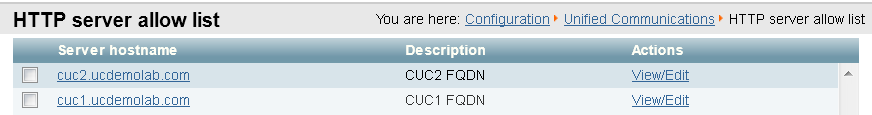 HTTP server allow list You are here: Configuration Unified Communications HTTP server allow list
Server hostname Description Actions
cuc2.ucdemolab.com CUC2 FQDN View/Edit
cuc1.ucdemolab.com CUC1 FQDN View/Edit